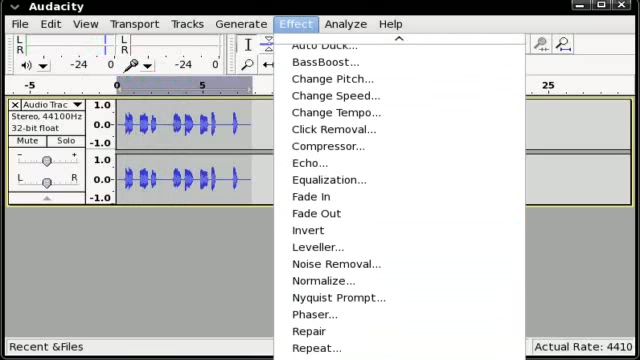 Audacity
File Edit View Transport Tracks Generate Effect Analyze Help
L
R
L
R
-24 0
-24 0
-5 0 5 25
Audio Trac
Stereo, 44100Hz
32-bit float
Mute Solo
- +
L R
1.0
0.0-
-1.0
1.0
0.0-
-1.0
Auto Duck...
BassBoost...
Change Pitch...
Change Speed...
Change Tempo...
Click Removal...
Compressor...
Echo...
Equalization...
Fade In
Fade Out
Invert
Leveller...
Noise Removal...
Normalize...
Nyquist Prompt...
Phaser...
Repair
Repeat...
Recent &Files
Actual Rate: 4410